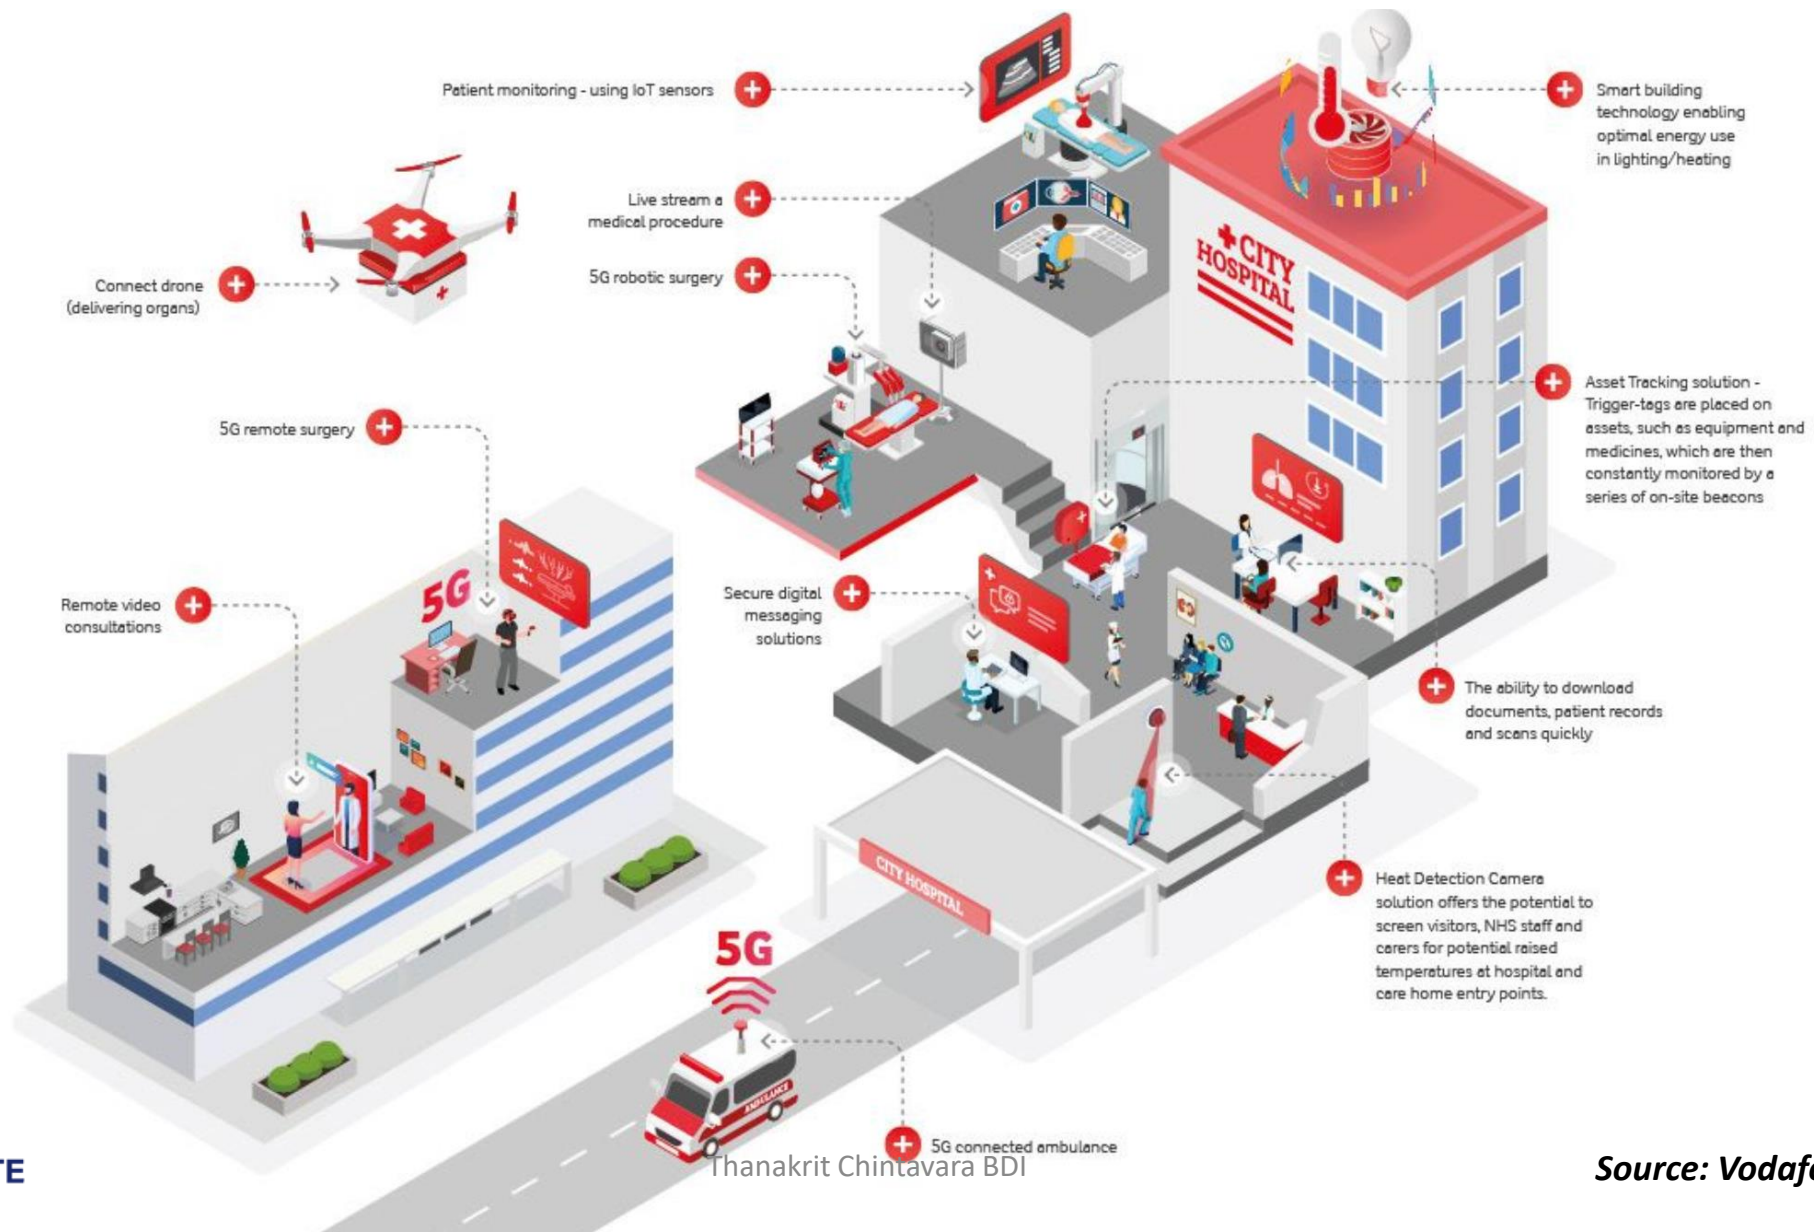 Patient monitoring - using IoT sensors
Smart building
technology enabling
optimal energy use
in lighting/heating
Live stream a
medical procedure
+CITY
HOSPITAL
5G robotic surgery
Connect drone
(delivering organs)
Asset Tracking solution -
Trigger-tags are placed on
assets, such as equipment and
medicines, which are then
constantly monitored by a
series of on-site beacons
5G remote surgery
5G
Secure digital
messaging
solutions
Remote video
consultations
The ability to download
documents, patient records
and scans quickly
CITY HOSPITAL
Heat Detection Camera
solution offers the potential to
screen visitors, NHS staff and
carers for potential raised
temperatures at hospital and
care home entry points.
5G
AMBULANCE
5G connected ambulance
Thanakrit Chintavara BDI
TE
Source: Vodaf